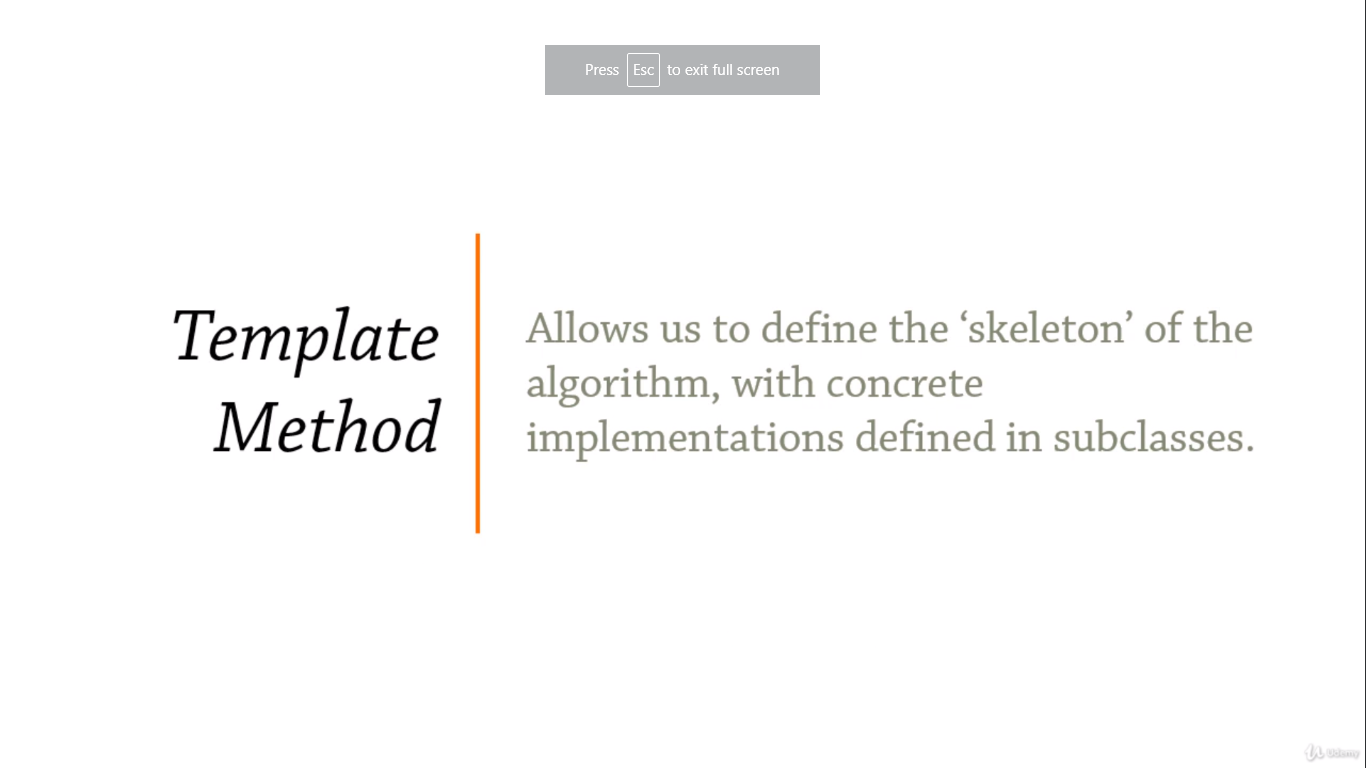 Press Esc to exit full screen
Template
Method
Allows us to define the ‘skeleton’ of the
algorithm, with concrete
implementations defined in subclasses.
Udemy